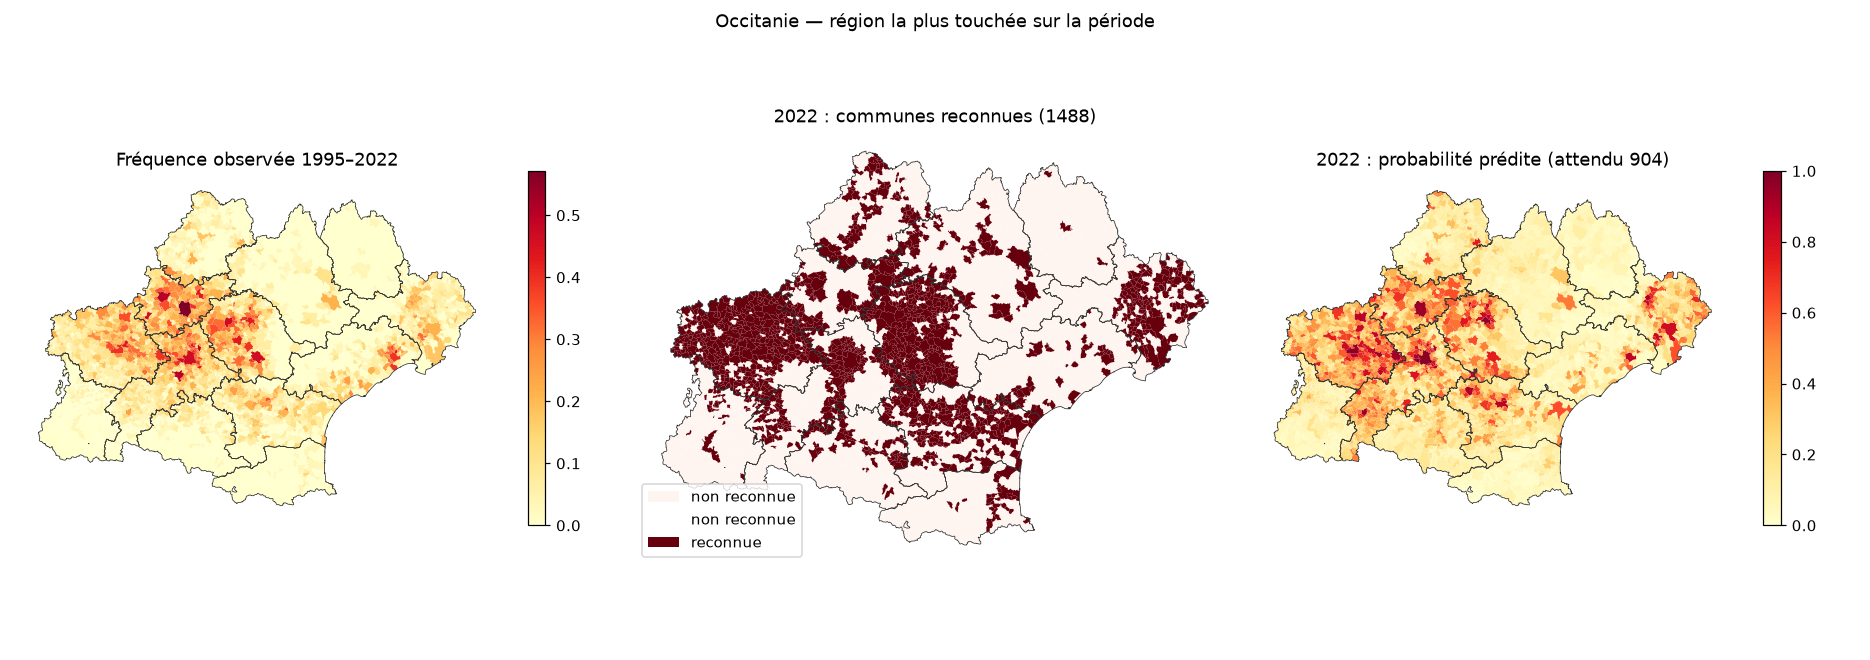 Occitanie — région la plus touchée sur la période
Fréquence observée 1995–2022
0.5
0.4
0.3
0.2
0.1
0.0
2022 : communes reconnues (1488)
non reconnue
non reconnue
reconnue
2022 : probabilité prédite (attendu 904)
1.0
0.8
0.6
0.4
0.2
0.0